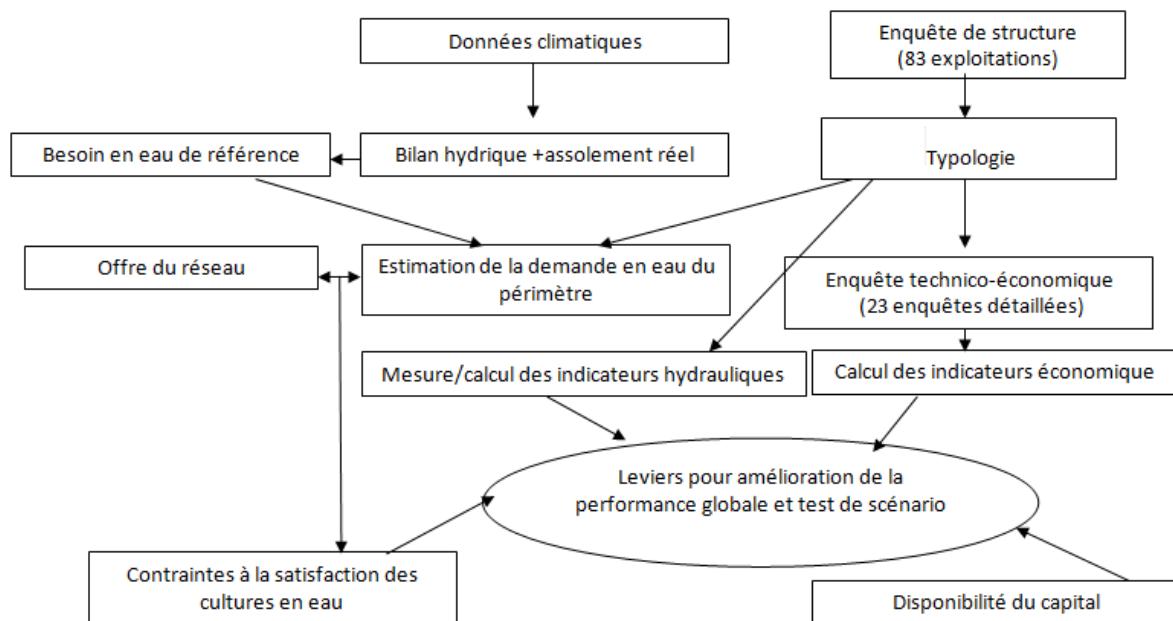 Données climatiques
Enquête de structure
(83 exploitations)
Besoin en eau de référence
Bilan hydrique +assolement réel
Typologie
Offre du réseau
Estimation de la demande en eau du
périmètre
Enquête technico-économique
(23 enquêtes détaillées)
Mesure/calcul des indicateurs hydrauliques
Calcul des indicateurs économique
Leviers pour amélioration de la
performance globale et test de scénario
Contraintes à la satisfaction des
cultures en eau
Disponibilité du capital